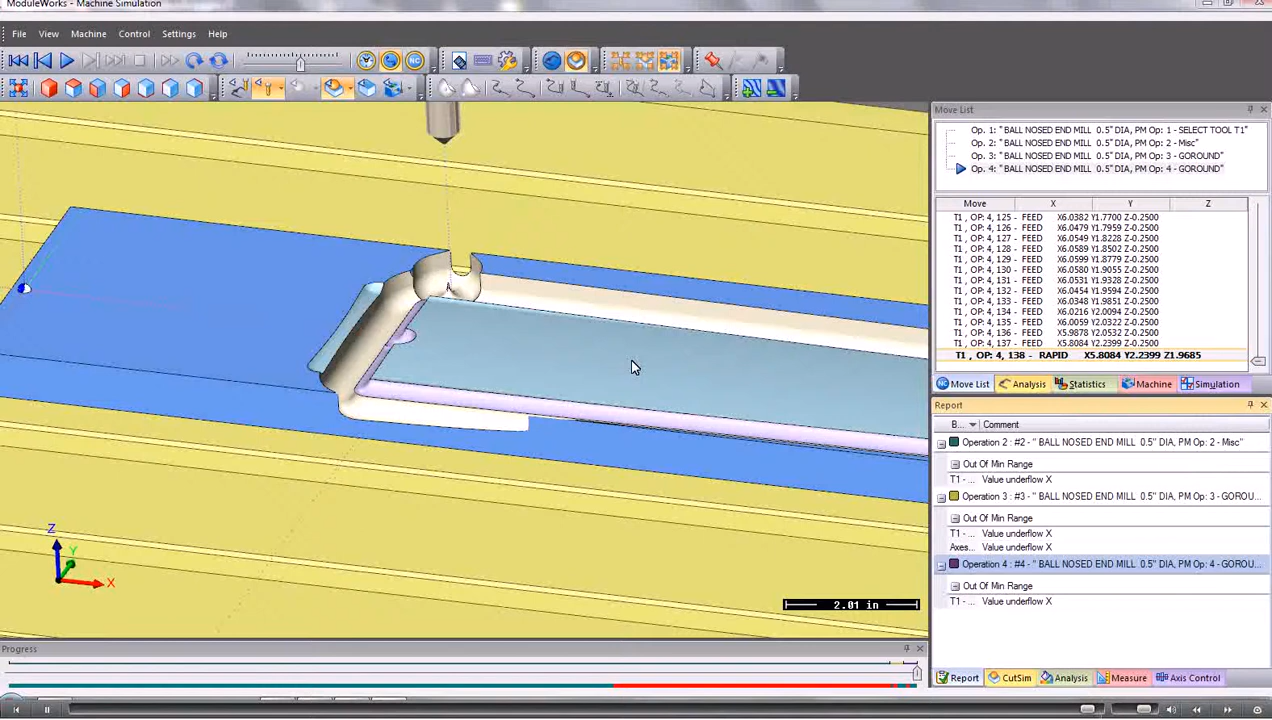 ModuleWorks - Machine Simulation
File View Machine Control Settings Help
NC
Move List
Op. 1: " BALL NOSED END MILL 0.5" DIA, PM Op: 1 - SELECT TOOL T1"
Op. 2: " BALL NOSED END MILL 0.5" DIA, PM Op: 2 - Misc"
Op. 3: " BALL NOSED END MILL 0.5" DIA, PM Op: 3 - GOROUND"
Op. 4: " BALL NOSED END MILL 0.5" DIA, PM Op: 4 - GOROUND"
Move X Y Z
T1 , OP: 4, 125 - FEED X6.0382 Y1.7700 Z-0.2500
T1 , OP: 4, 126 - FEED X6.0479 Y1.7959 Z-0.2500
T1 , OP: 4, 127 - FEED X6.0549 Y1.8228 Z-0.2500
T1 , OP: 4, 128 - FEED X6.0589 Y1.8502 Z-0.2500
T1 , OP: 4, 129 - FEED X6.0599 Y1.8779 Z-0.2500
T1 , OP: 4, 130 - FEED X6.0580 Y1.9055 Z-0.2500
T1 , OP: 4, 131 - FEED X6.0531 Y1.9328 Z-0.2500
T1 , OP: 4, 132 - FEED X6.0454 Y1.9594 Z-0.2500
T1 , OP: 4, 133 - FEED X6.0348 Y1.9851 Z-0.2500
T1 , OP: 4, 134 - FEED X6.0216 Y2.0094 Z-0.2500
T1 , OP: 4, 135 - FEED X6.0059 Y2.0322 Z-0.2500
T1 , OP: 4, 136 - FEED X5.9878 Y2.0532 Z-0.2500
T1 , OP: 4, 137 - FEED X5.8084 Y2.2399 Z-0.2500
T1 , OP: 4, 138 - RAPID X5.8084 Y2.2399 Z1.9685
Move List Analysis Statistics Machine Simulation
Report
B... Comment
Operation 2 : #2 - " BALL NOSED END MILL 0.5" DIA, PM Op: 2 - Misc"
Out Of Min Range
T1 - ... Value underflow X
Operation 3 : #3 - " BALL NOSED END MILL 0.5" DIA, PM Op: 3 - GOROU...
Out Of Min Range
T1 - ... Value underflow X
Axes... Value underflow X
Operation 4 : #4 - " BALL NOSED END MILL 0.5" DIA, PM Op: 4 - GOROU...
Out Of Min Range
T1 - ... Value underflow X
Z
Y
X
2.01 in
Progress
Report CutSim Analysis Measure Axis Control